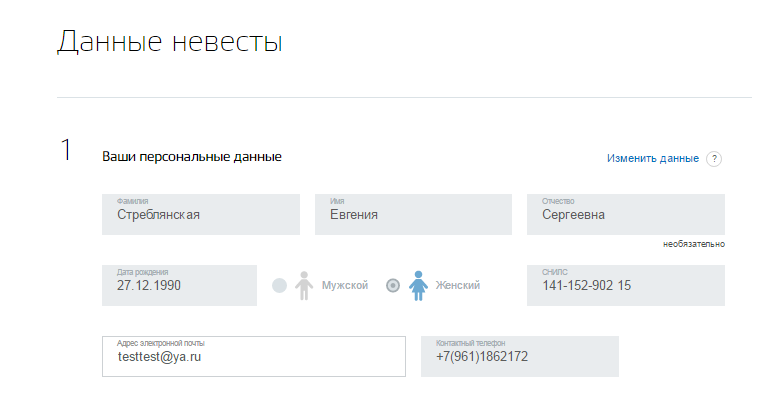 Данные невесты
1
Ваши персональные данные
Изменить данные ?
Фамилия Имя Отчество
Стреблянская Евгения Сергеевна
необязательно
Дата рождения СНИПС
27.12.1990 Мужской Женский 141-152-902 15
Адрес электронной почты Контактный телефон
testtest@ya.ru +7(961)1862172